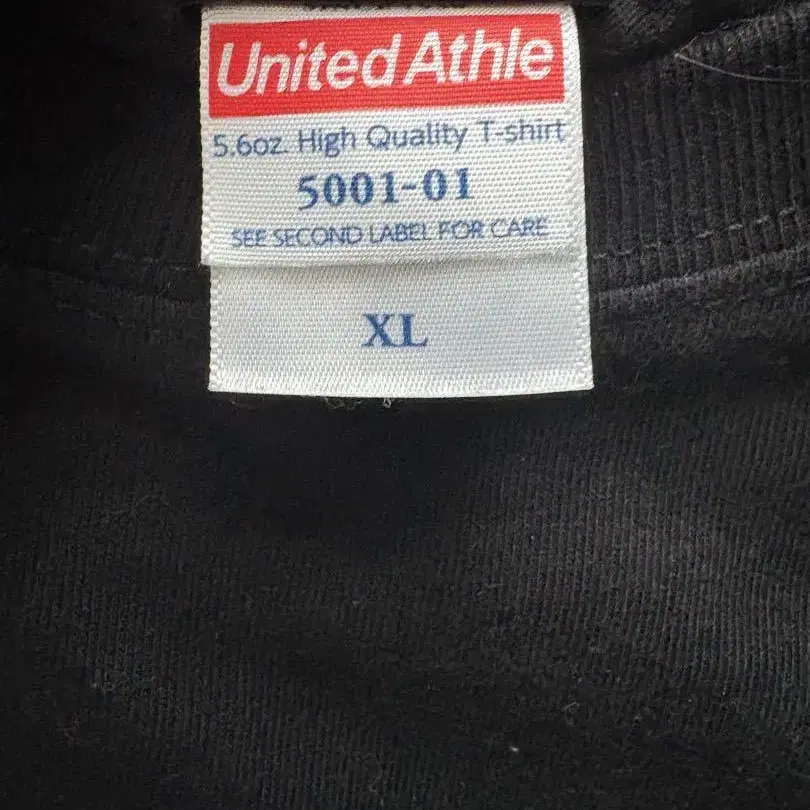 United Athle
5.6oz. High Quality T-shirt
5001-01
SEE SECOND LABEL FOR CARE
XL